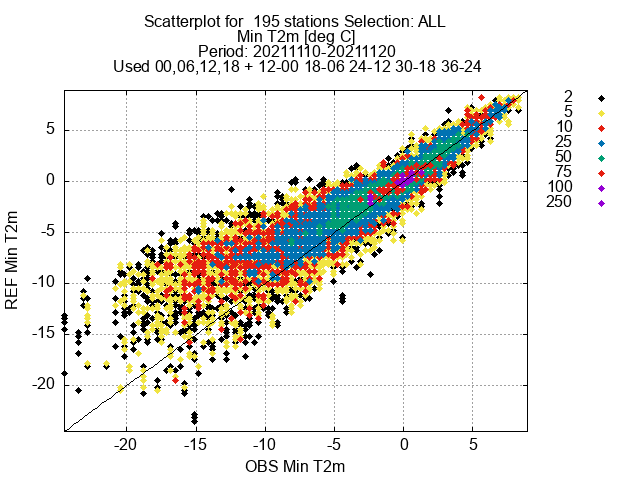 Scatterplot for  195 stations Selection: ALL
Min T2m [deg C]
Period: 20211110-20211120
Used 00,06,12,18 + 12-00 18-06 24-12 30-18 36-24
2
5
10
25
50
75
100
250
5
0
-5
-10
-15
-20
REF Min T2m
-20 -15 -10 -5 0 5
OBS Min T2m